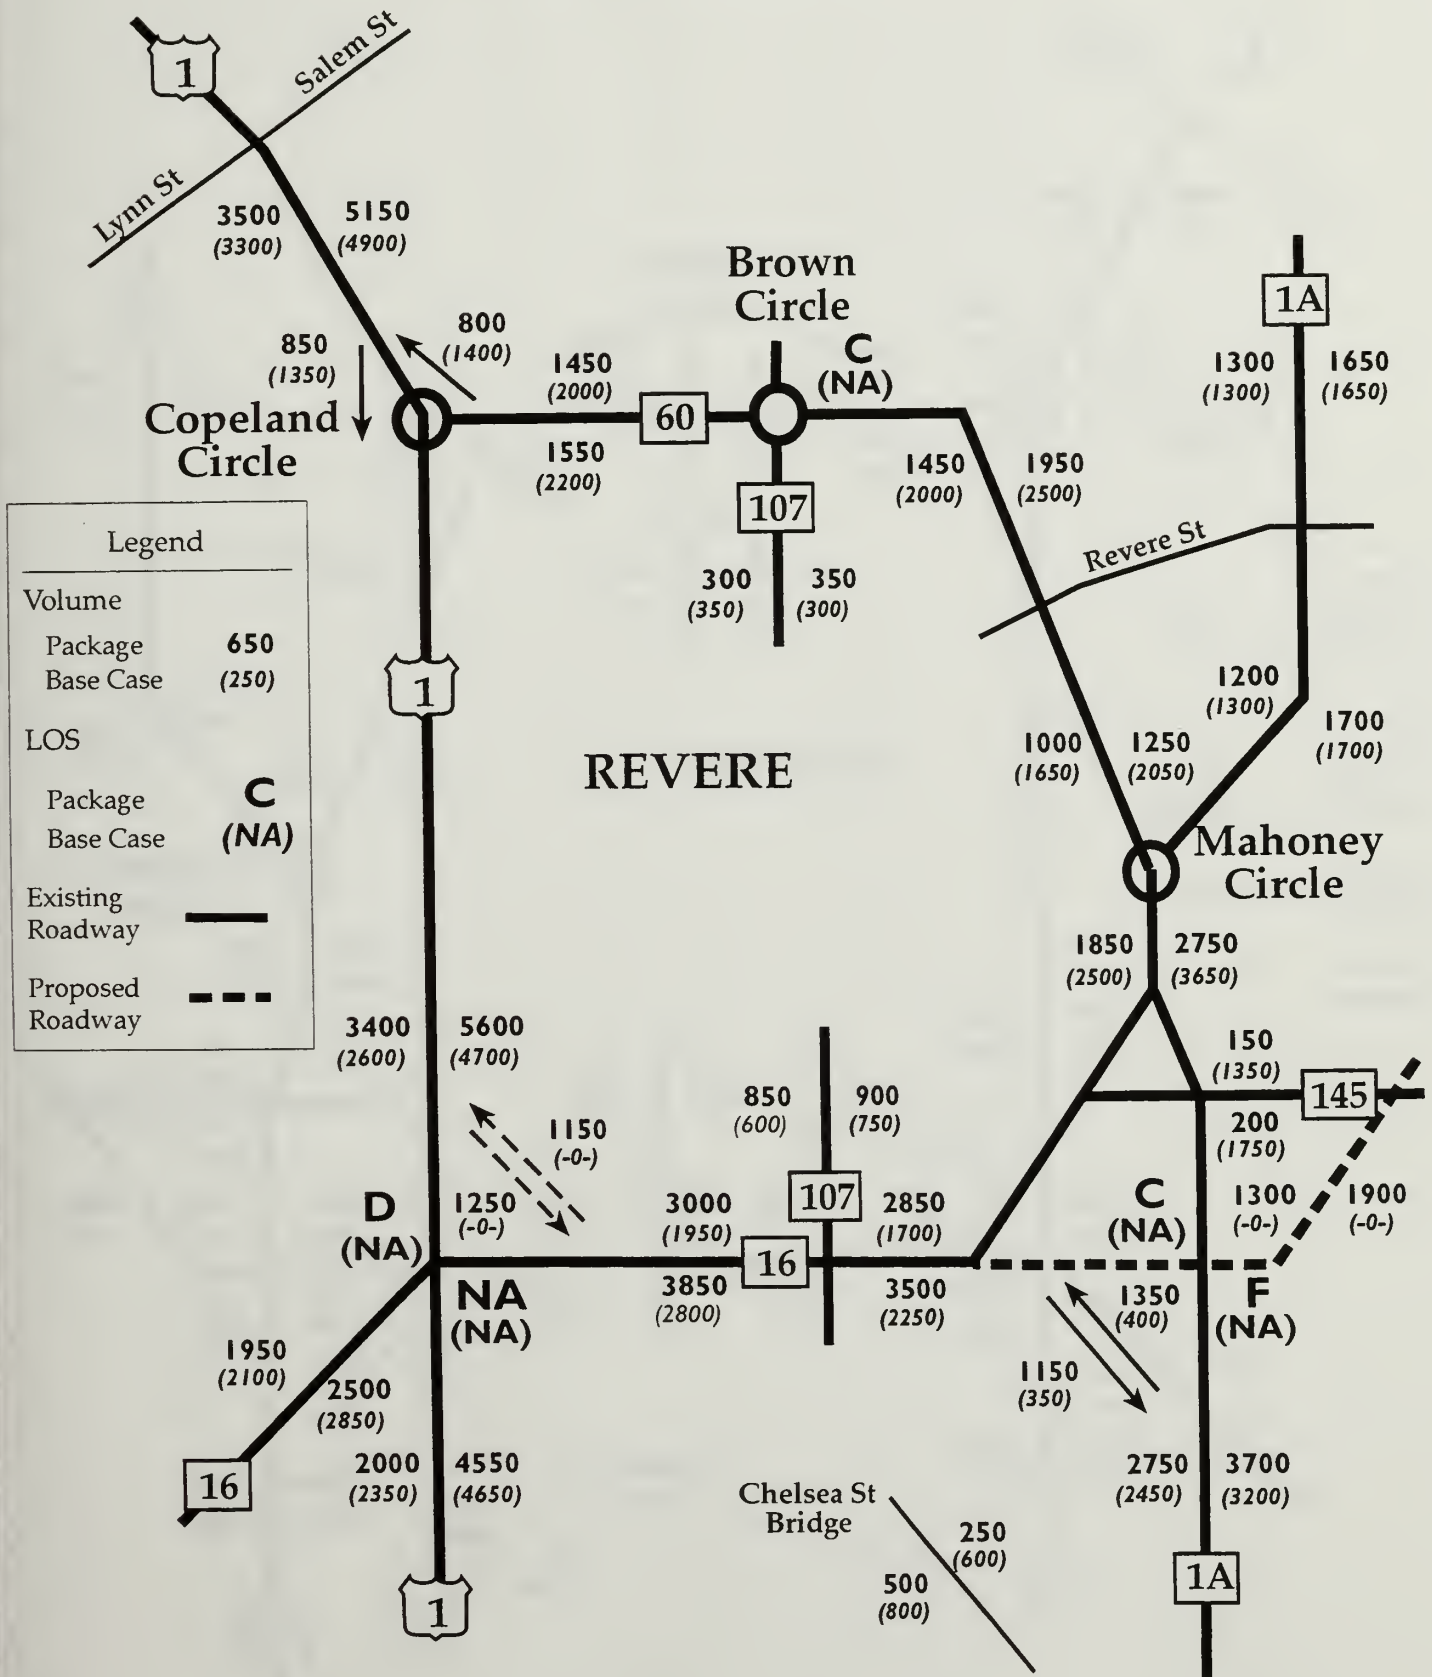 1
Salem St
Lynn St
3500
(3300)
5150
(4900)
Brown
Circle
C
(NA)
1A
1300
(1300)
1650
(1650)
850
(1350)
800
(1400)
1450
(2000)
60
1550
(2200)
Copeland
Circle
107
300
(350)
350
(300)
1450
(2000)
1950
(2500)
Revere St
Legend
Volume
Package 650
Base Case (250)
LOS
Package C
Base Case (NA)
Existing
Roadway
Proposed
Roadway
1
REVERE
1200
(1300)
1700
(1700)
1000
(1650)
1250
(2050)
Mahoney
Circle
1850
(2500)
2750
(3650)
3400
(2600)
5600
(4700)
150
(1350)
145
200
(1750)
850
(600)
900
(750)
107
1150
(-0-)
1250
(-0-)
D
(NA)
NA
(NA)
3000
(1950)
16
3850
(2800)
2850
(1700)
3500
(2250)
C
(NA)
1300
(-0-)
1900
(-0-)
F
(NA)
1350
(400)
1150
(350)
1950
(2100)
2500
(2850)
16
2000
(2350)
4550
(4650)
1
Chelsea St
Bridge
250
(600)
500
(800)
2750
(2450)
3700
(3200)
1A